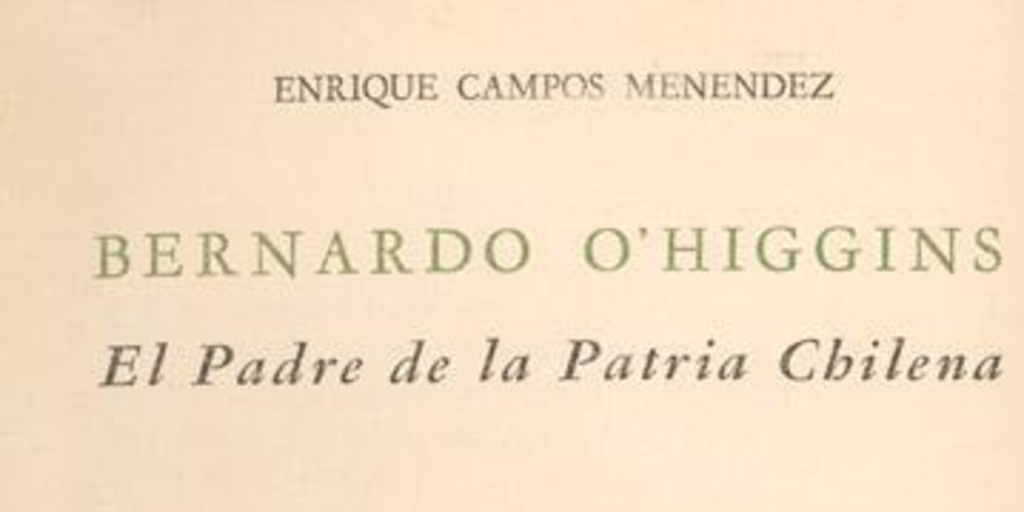 ENRIQUE CAMPOS MENENDEZ
BERNARDO O'HIGGINS
El Padre de la Patria Chilena